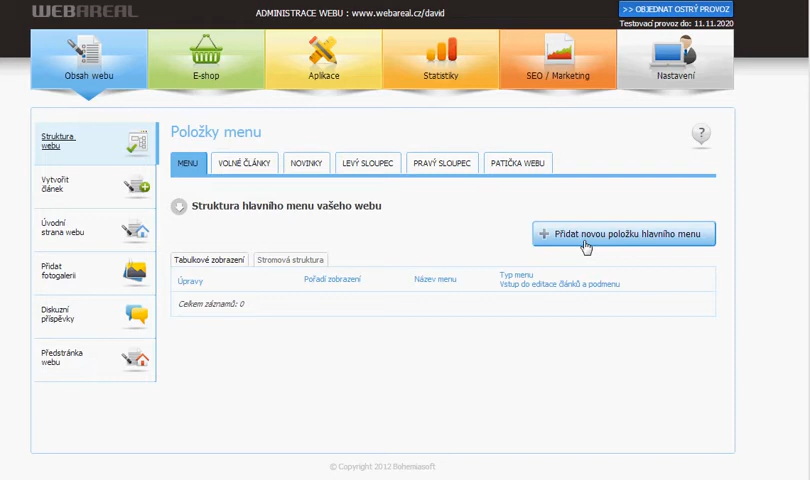 WEBAREAL
ADMINISTRACE WEBU : www.webareal.cz/david
>> OBJEDNAT OSTRÝ PROVOZ
Testovací provoz do: 11.11.2020
Obsah webu
E-shop
Aplikace
Statistiky
SEO / Marketing
Nastavení
Struktura
webu
Vytvořit
článek
Úvodní
strana webu
Přidat
fotogalerii
Diskuzní
příspěvky
Předstránka
webu
Položky menu
?
MENU
VOLNÉ ČLÁNKY
NOVINKY
LEVÝ SLOUPEC
PRAVÝ SLOUPEC
PATIČKA WEBU
Struktura hlavního menu vašeho webu
+ Přidat novou položku hlavního menu
Tabulkové zobrazení
Stromová struktura
Úpravy
Pořadí zobrazení
Název menu
Typ menu
Vstup do editace článků a podmenu
Celkem záznamů: 0
© Copyright 2012 Bohemiasoft